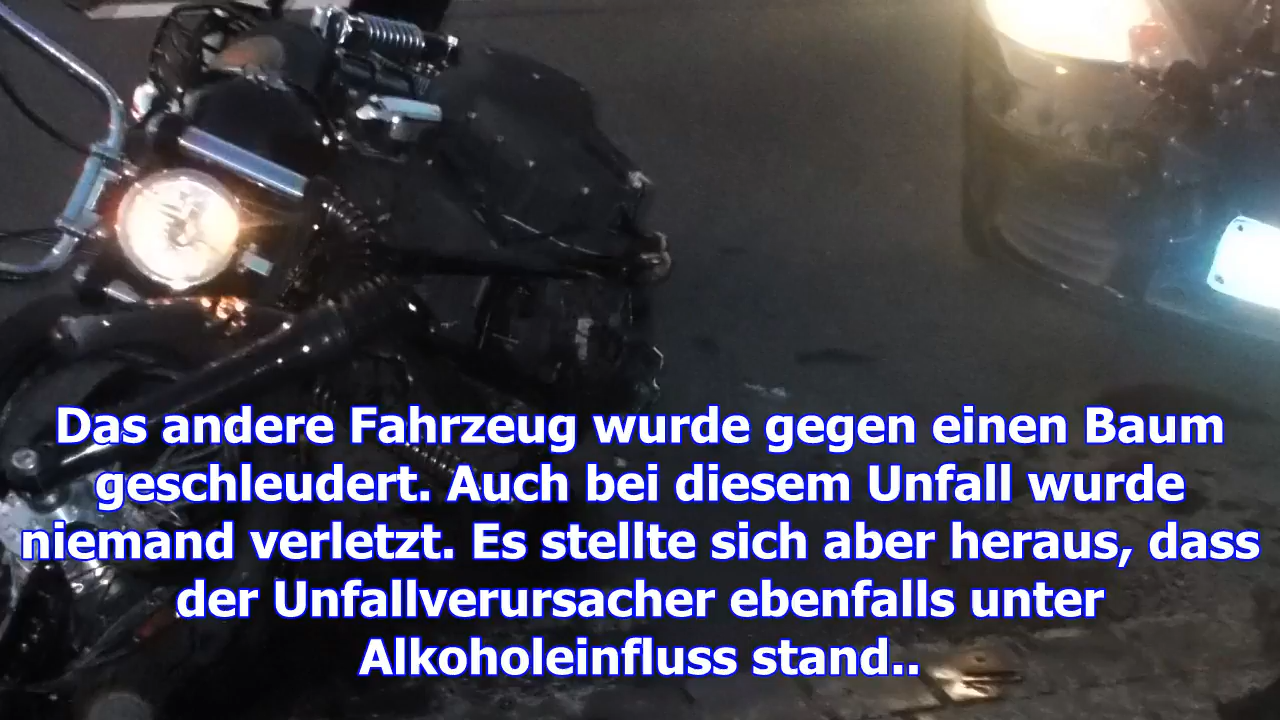 Das andere Fahrzeug wurde gegen einen Baum
geschleudert. Auch bei diesem Unfall wurde
niemand verletzt. Es stellte sich aber heraus, dass
der Unfallverursacher ebenfalls unter
Alkoholeinfluss stand..